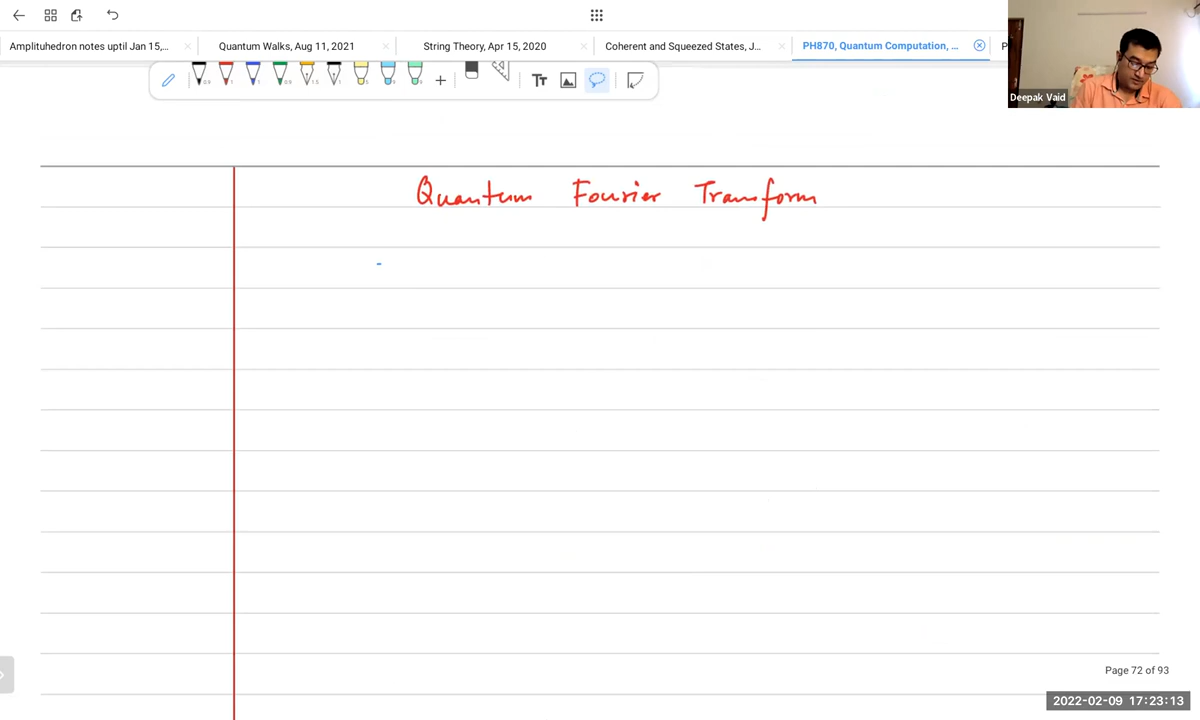 Amplituhedron notes uptil Jan 15,...
Quantum Walks, Aug 11, 2021
String Theory, Apr 15, 2020
Coherent and Squeezed States, J...
PH870, Quantum Computation, ...
P
Tт
Deepak Vaid
Quantum Fourier Transform
Page 72 of 93
2022-02-09 17:23:13